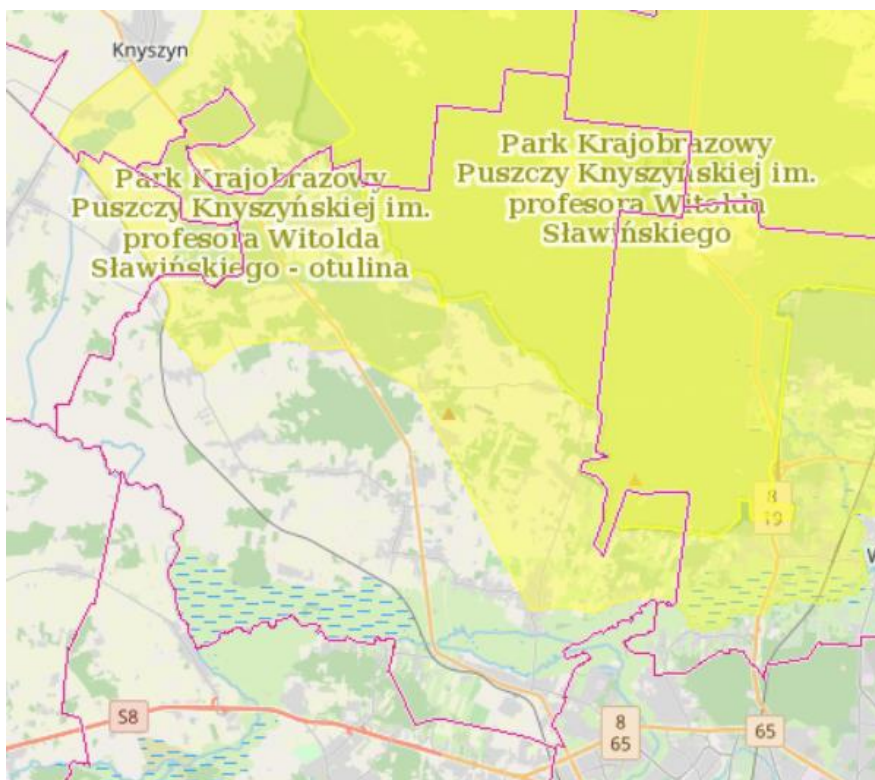 Knyszyn
Park Krajobrazowy
Puszczy Knyszyńskiej im.
profesora Witolda
Sławińskiego - otulina
Park Krajobrazowy
Puszczy Knyszyńskiej im.
profesora Witolda
Sławińskiego
8
19
W
S8
8
65
65